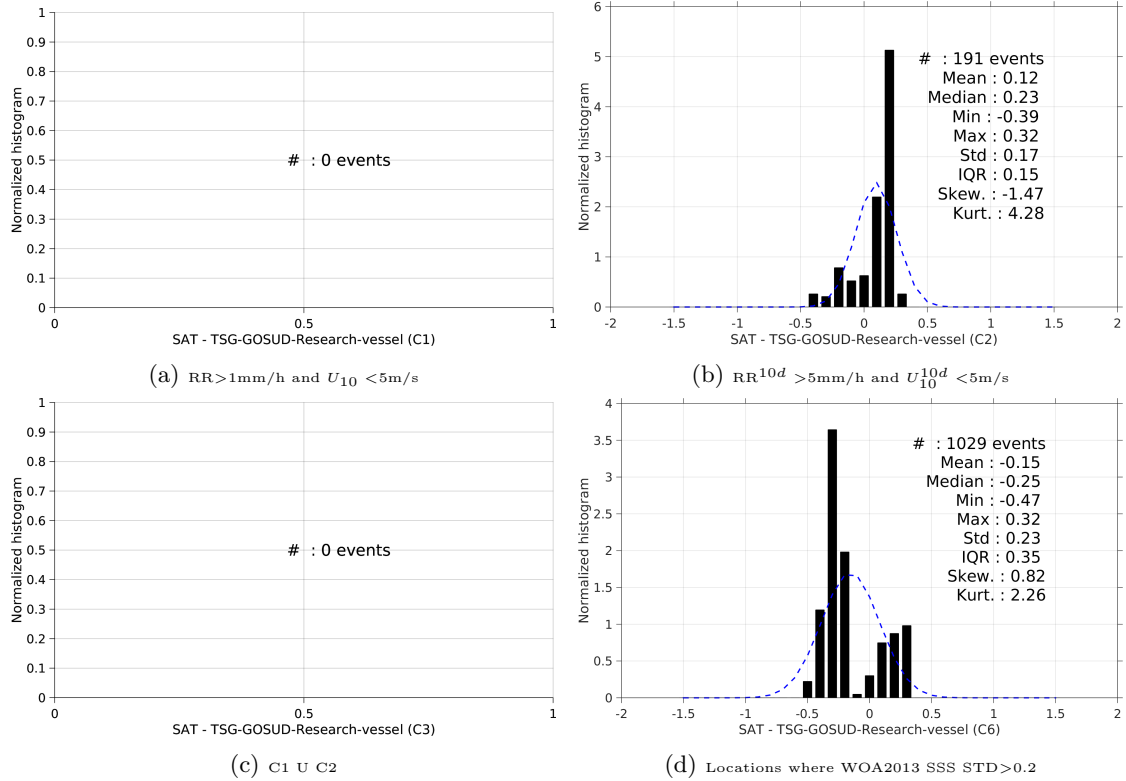 1
0.9
0.8
0.7
0.6
0.5
0.4
0.3
0.2
0.1
0
Normalized histogram
# : 0 events
0 0.5 1
SAT - TSG-GOSUD-Research-vessel (C1)
(a) RR>1mm/h and U10 <5m/s
6
5
4
3
2
1
0
Normalized histogram
# : 191 events
Mean : 0.12
Median : 0.23
Min : -0.39
Max : 0.32
Std : 0.17
IQR : 0.15
Skew. : -1.47
Kurt. : 4.28
-2 -1.5 -1 -0.5 0 0.5 1 1.5 2
SAT - TSG-GOSUD-Research-vessel (C2)
(b) RR^10d >5mm/h and U_10^10d <5m/s
1
0.9
0.8
0.7
0.6
0.5
0.4
0.3
0.2
0.1
0
Normalized histogram
# : 0 events
0 0.5 1
SAT - TSG-GOSUD-Research-vessel (C3)
(c) C1 U C2
4
3.5
3
2.5
2
1.5
1
0.5
0
Normalized histogram
# : 1029 events
Mean : -0.15
Median : -0.25
Min : -0.47
Max : 0.32
Std : 0.23
IQR : 0.35
Skew. : 0.82
Kurt. : 2.26
-2 -1.5 -1 -0.5 0 0.5 1 1.5 2
SAT - TSG-GOSUD-Research-vessel (C6)
(d) Locations where WOA2013 SSS STD>0.2